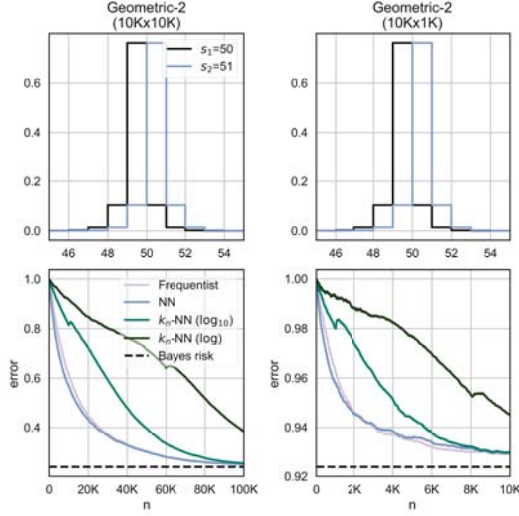 Geometric-2
(10Kx10K)
Geometric-2
(10Kx1K)
0.6
0.4
0.2
0.0
s₁=50
s₂=51
46 48 50 52 54
0.6
0.4
0.2
0.0
46 48 50 52 54
error
1.0
0.8
0.6
0.4
Frequentist
NN
kₙ-NN (log₁₀)
kₙ-NN (log)
Bayes risk
0 20K 40K 60K 80K 100K
n
error
1.00
0.98
0.96
0.94
0.92
0 2K 4K 6K 8K 10K
n